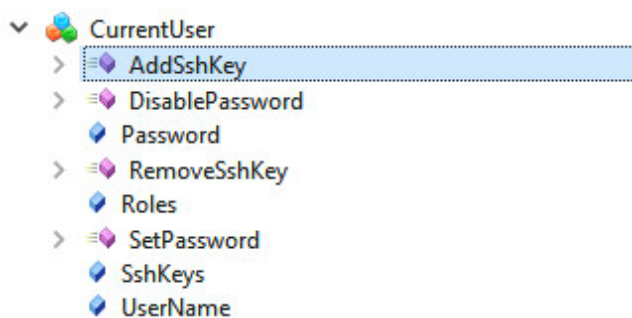 CurrentUser
AddSshKey
DisablePassword
Password
RemoveSshKey
Roles
SetPassword
SshKeys
UserName